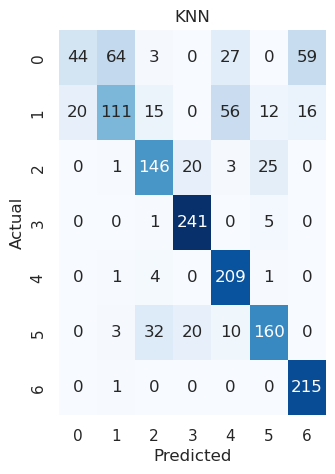 KNN
0 44 64 3 0 27 0 59
1 20 111 15 0 56 12 16
2 0 1 146 20 3 25 0
3 0 0 1 241 0 5 0
4 0 1 4 0 209 1 0
5 0 3 32 20 10 160 0
6 0 1 0 0 0 0 215
Actual
0 1 2 3 4 5 6
Predicted